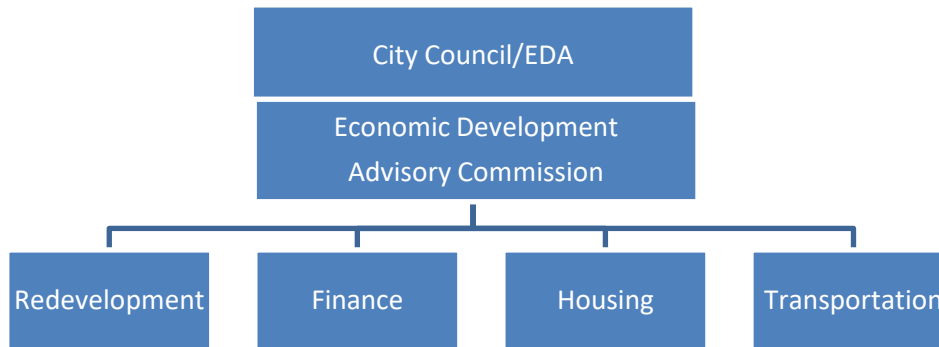 City Council/EDA
Economic Development
Advisory Commission
Redevelopment
Finance
Housing
Transportation